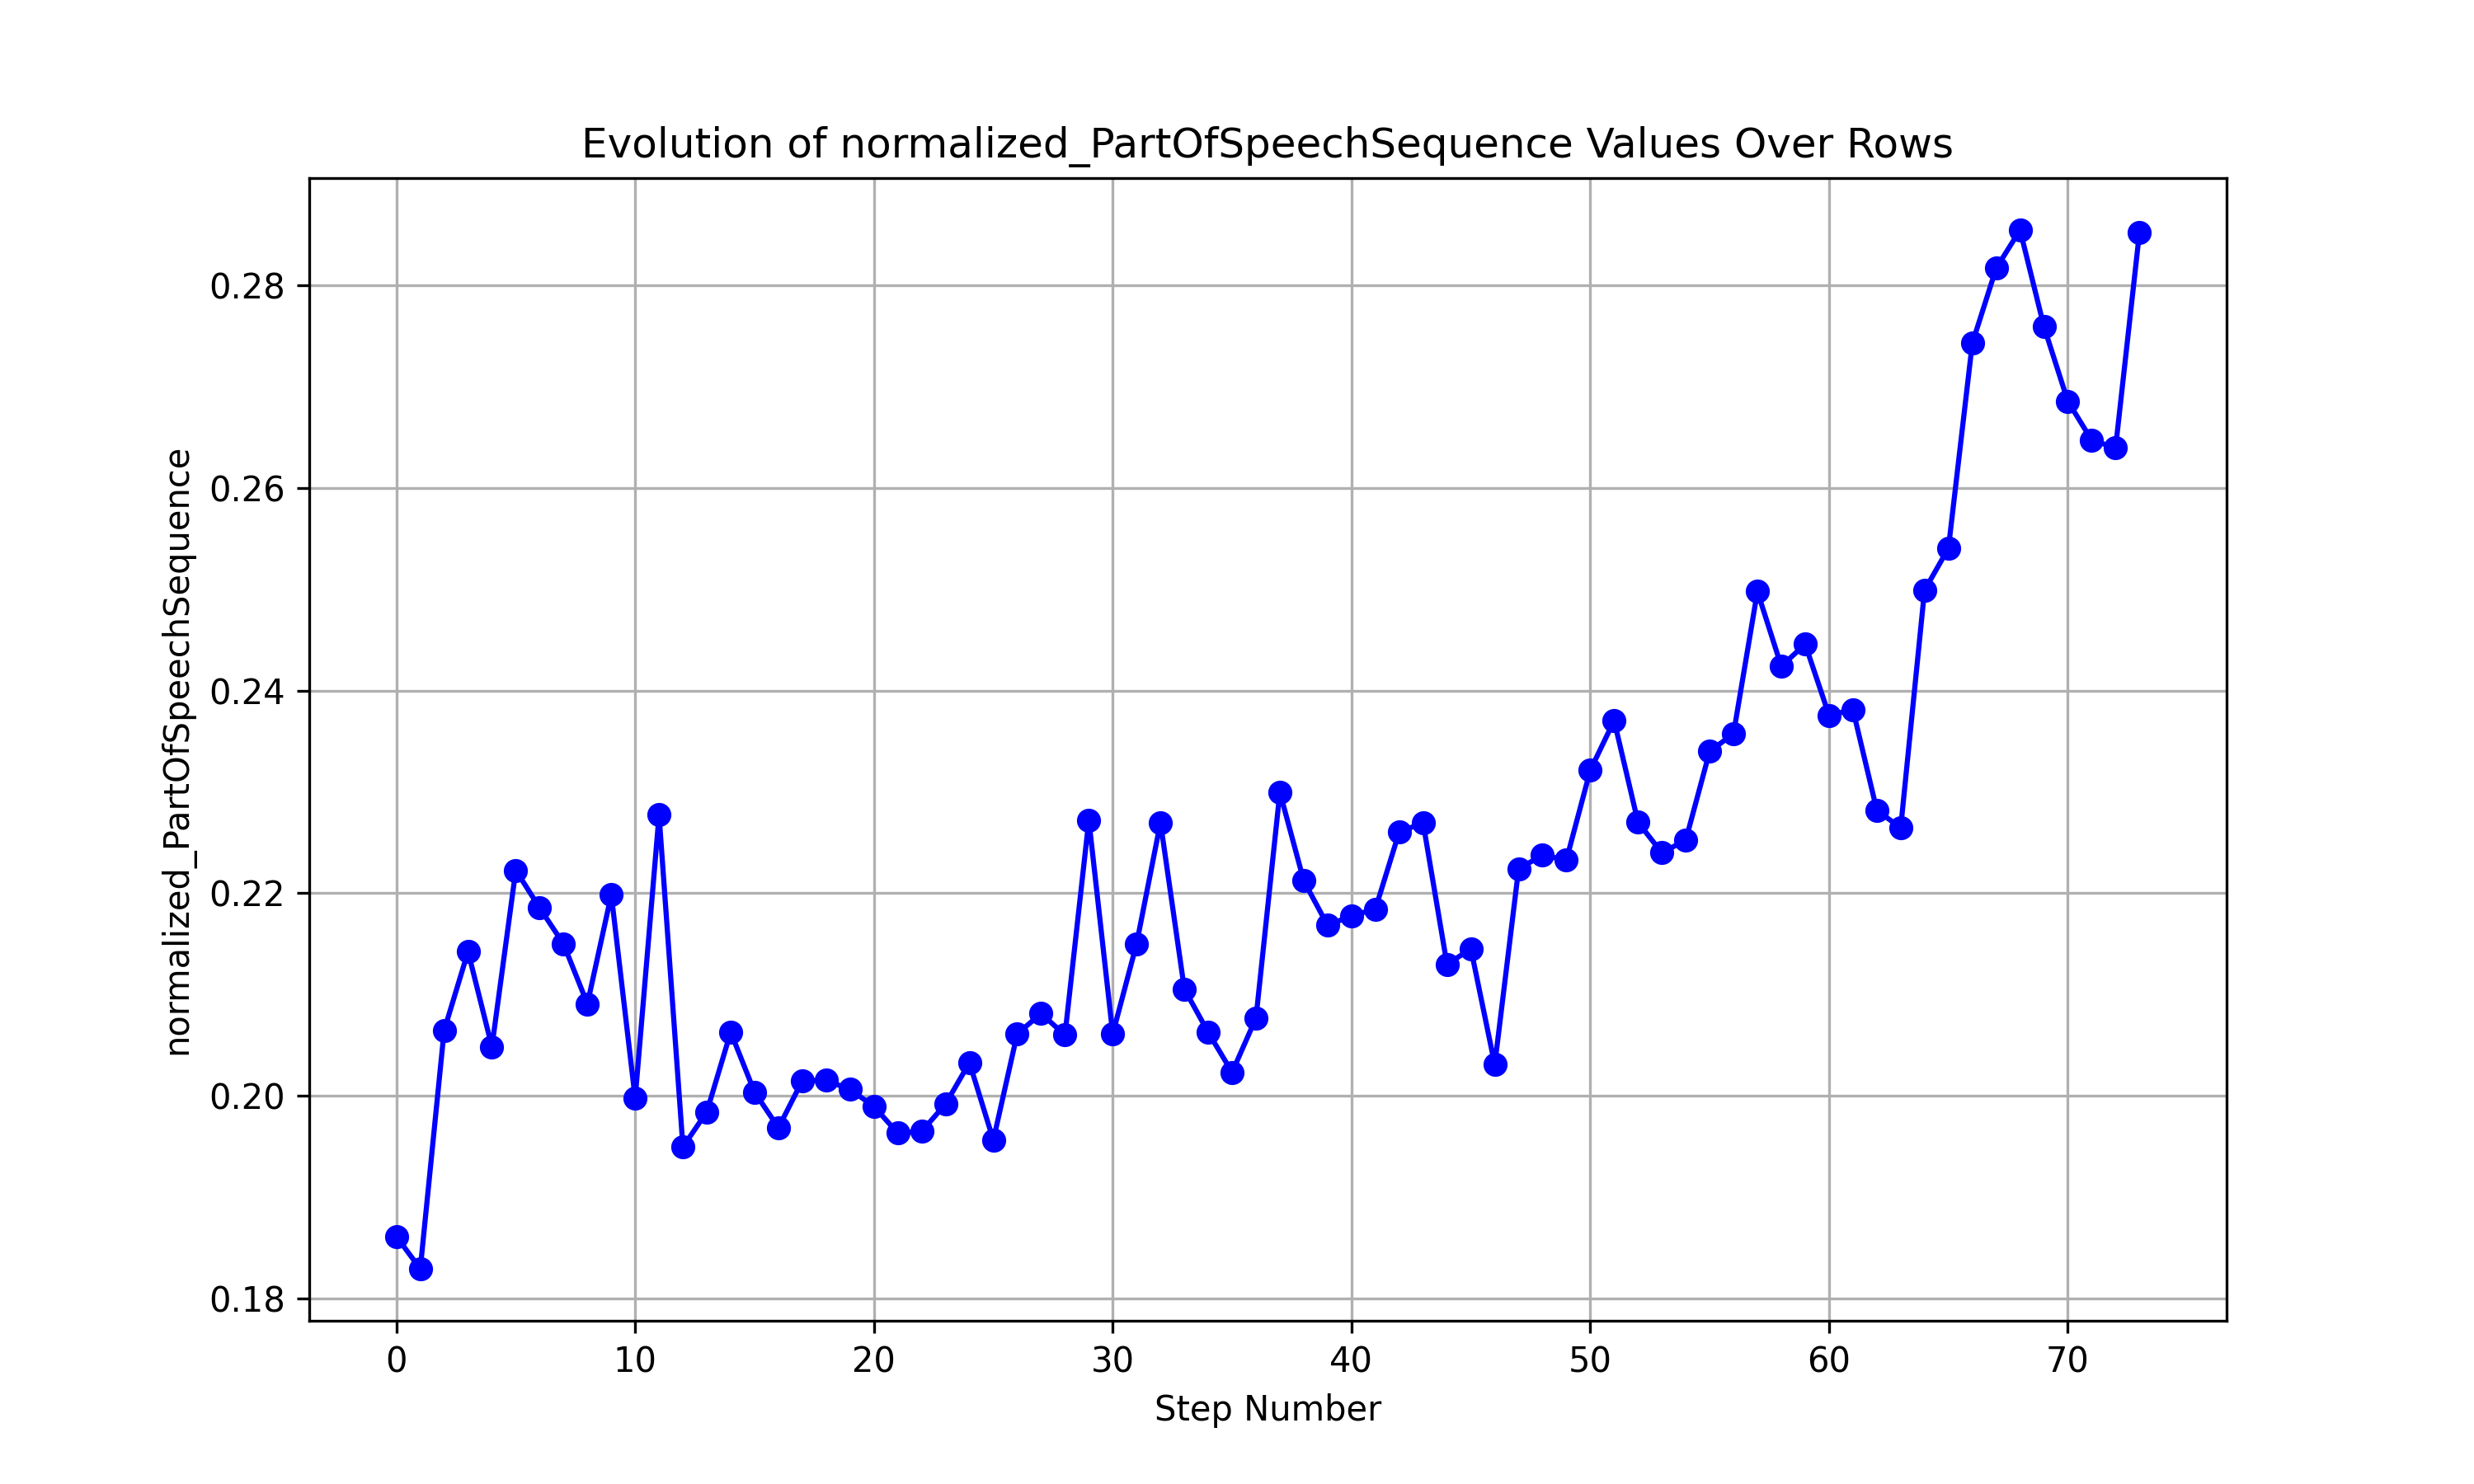 Evolution of normalized_PartOfSpeechSequence Values Over Rows
normalized_PartOfSpeechSequence
0.28
0.26
0.24
0.22
0.20
0.18
0 10 20 30 40 50 60 70
Step Number